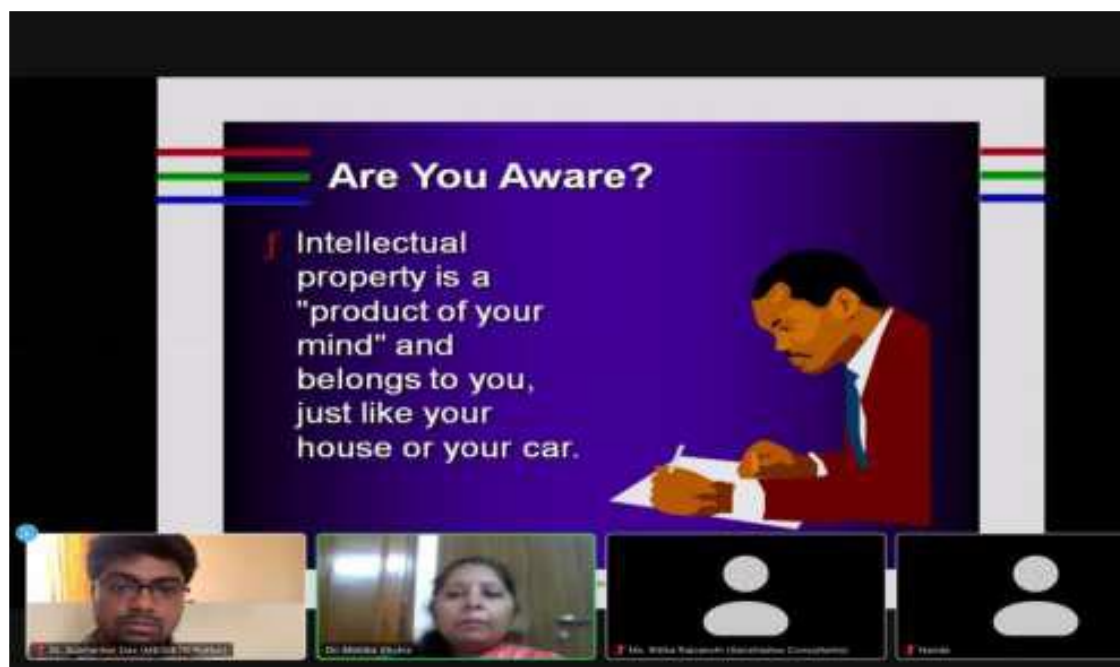 Are You Aware?
Intellectual
property is a
"product of your
mind" and
belongs to you,
just like your
house or your car.